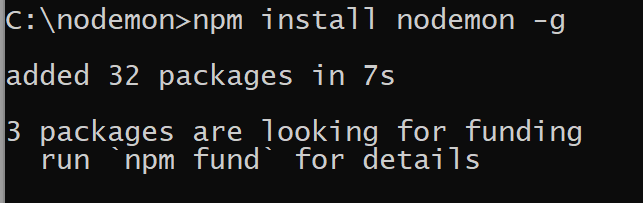 C:\nodemon>npm install nodemon -g
added 32 packages in 7s
3 packages are looking for funding
run `npm fund` for details